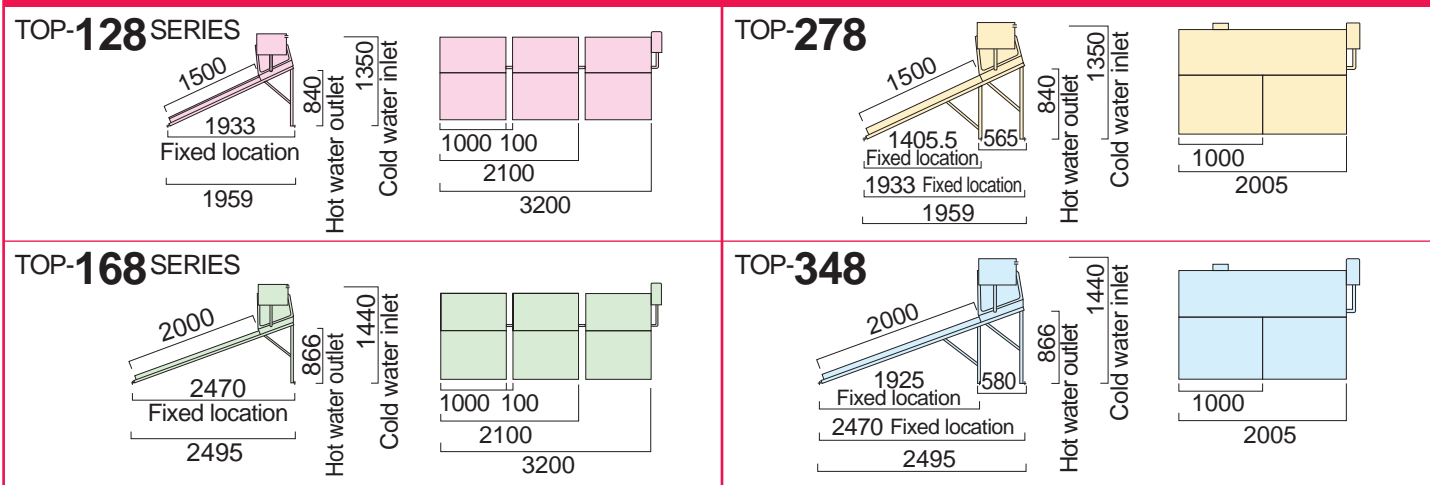 TOP-128 SERIES
1500
1933
Fixed location
1959
840
Hot water outlet
1350
Cold water inlet
1000 100
2100
3200
TOP-278
1500
1405.5 565
Fixed location
1933 Fixed location
1959
840
Hot water outlet
1350
Cold water inlet
1000
2005
TOP-168 SERIES
2000
2470
Fixed location
2495
866
Hot water outlet
1440
Cold water inlet
1000 100
2100
3200
TOP-348
2000
1925 580
Fixed location
2470 Fixed location
2495
866
Hot water outlet
1440
Cold water inlet
1000
2005